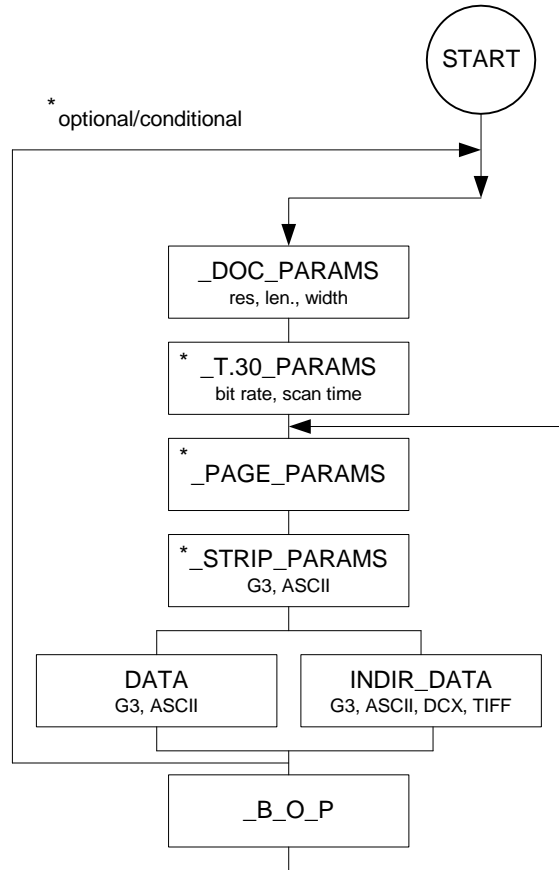 START
* optional/conditional
_DOC_PARAMS
res, len., width
* _T.30_PARAMS
bit rate, scan time
* _PAGE_PARAMS
* _STRIP_PARAMS
G3, ASCII
DATA
G3, ASCII
INDIR_DATA
G3, ASCII, DCX, TIFF
_B_O_P